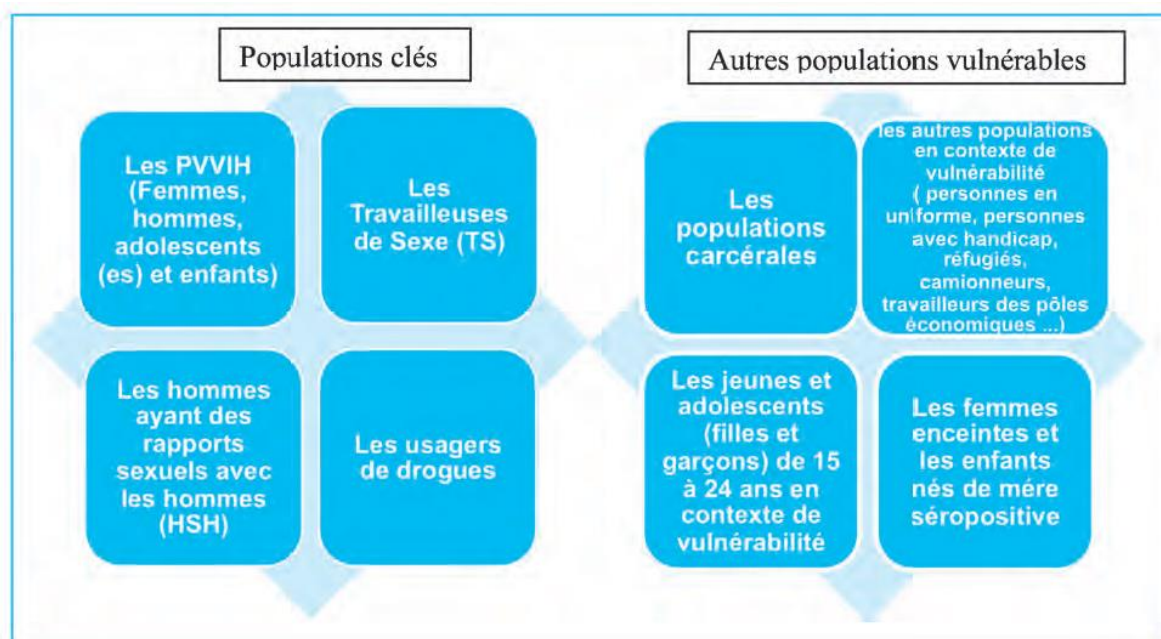 Populations clés
Les PVVIH
(Femmes,
hommes,
adolescents
(es) et enfants)
Les
Travailleuses
de Sexe (TS)
Les hommes
ayant des
rapports
sexuels avec
les hommes
(HSH)
Les usagers
de drogues
Autres populations vulnérables
Les
populations
carcérales
les autres populations
en contexte de
vulnérabilité
( personnes en
uniforme, personnes
avec handicap,
réfugiés,
camionneurs,
travailleurs des pôles
économiques ...)
Les jeunes et
adolescents
(filles et
garçons) de 15
à 24 ans en
contexte de
vulnérabilité
Les femmes
enceintes et
les enfants
nés de mére
séropositive